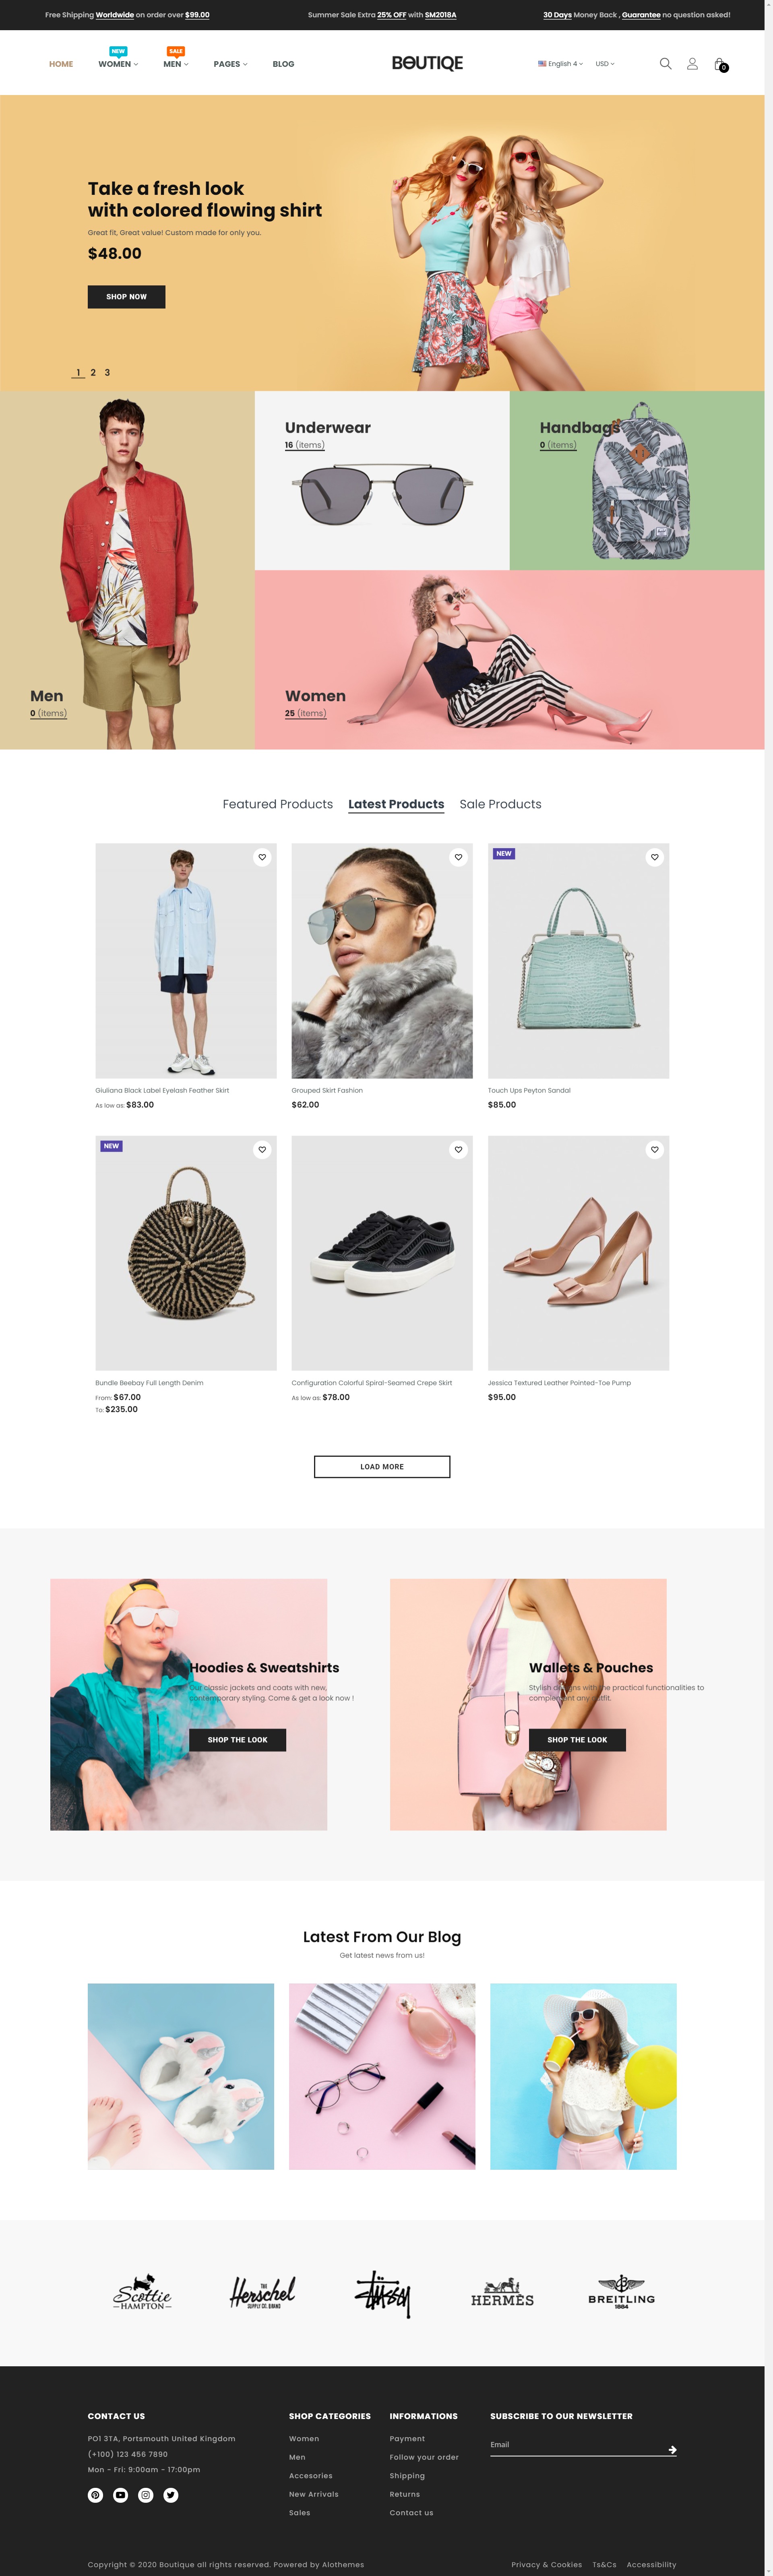 Free Shipping Worldwide on order over $99.00
Summer Sale Extra 25% OFF with SM2018A
30 Days Money Back , Guarantee no question asked!
NEW
SALE
HOME
WOMEN
MEN
PAGES
BLOG
BOUTIQE
English 4
USD
0
Take a fresh look
with colored flowing shirt
Great fit, Great value! Custom made for only you.
$48.00
SHOP NOW
1 2 3
Underwear
16 (items)
Handbags
0 (items)
Men
0 (items)
Women
25 (items)
Featured Products
Latest Products
Sale Products
NEW
Giuliana Black Label Eyelash Feather Skirt
As low as: $83.00
Grouped Skirt Fashion
$62.00
Touch Ups Peyton Sandal
$85.00
NEW
Bundle Beebay Full Length Denim
From: $67.00
To: $235.00
Configuration Colorful Spiral-Seamed Crepe Skirt
As low as: $78.00
Jessica Textured Leather Pointed-Toe Pump
$95.00
LOAD MORE
Hoodies & Sweatshirts
Our classic jackets and coats with new,
contemporary styling. Come & get a look now !
SHOP THE LOOK
Wallets & Pouches
Stylish designs with the practical functionalities to
complement any outfit.
SHOP THE LOOK
Latest From Our Blog
Get latest news from us!
Scottie
HAMPTON
THE
Herschel
SUPPLY CO. BRAND
STÜSSY
HERMÈS
BREITLING
1884
CONTACT US
PO1 3TA, Portsmouth United Kingdom
(+100) 123 456 7890
Mon - Fri: 9:00am - 17:00pm
SHOP CATEGORIES
Women
Men
Accesories
New Arrivals
Sales
INFORMATIONS
Payment
Follow your order
Shipping
Returns
Contact us
SUBSCRIBE TO OUR NEWSLETTER
Email
Copyright © 2020 Boutique all rights reserved. Powered by Alothemes
Privacy & Cookies
Ts&Cs
Accessibility